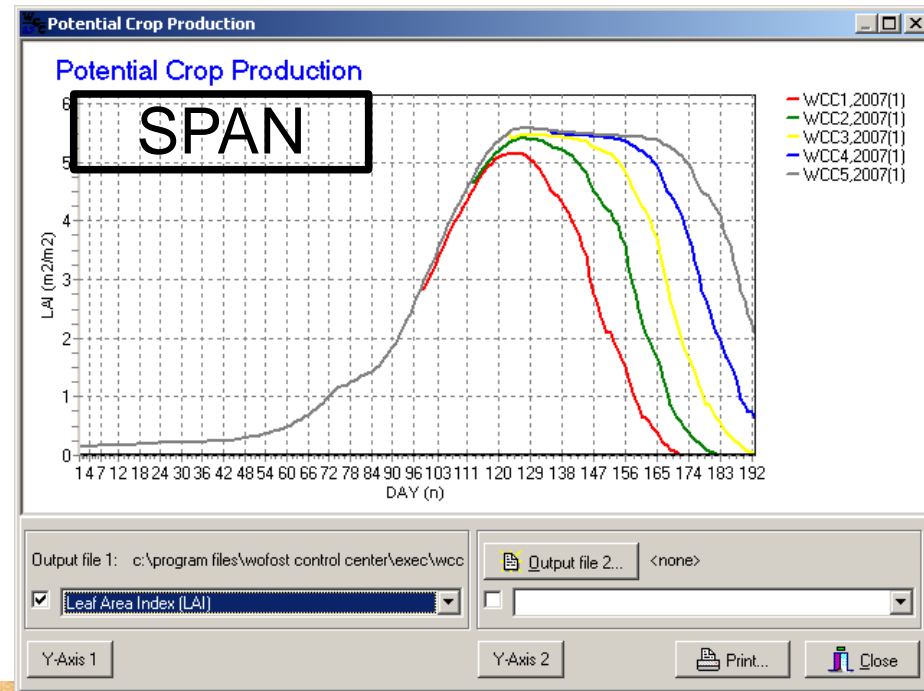 Potential Crop Production
Potential Crop Production
SPAN
WCC1,2007(1)
WCC2,2007(1)
WCC3,2007(1)
WCC4,2007(1)
WCC5,2007(1)
6
5
4
3
2
1
0
LAI (m2/m2)
1 4 7 12 18 24 30 36 42 48 54 60 66 72 78 84 90 96 103 111 120 129 138 147 156 165 174 183 192
DAY (n)
Output file 1: c:\program files\wofost control center\exec\wcc
Output file 2... <none>
Leaf Area Index (LAI)
Y-Axis 1 Y-Axis 2 Print... Close